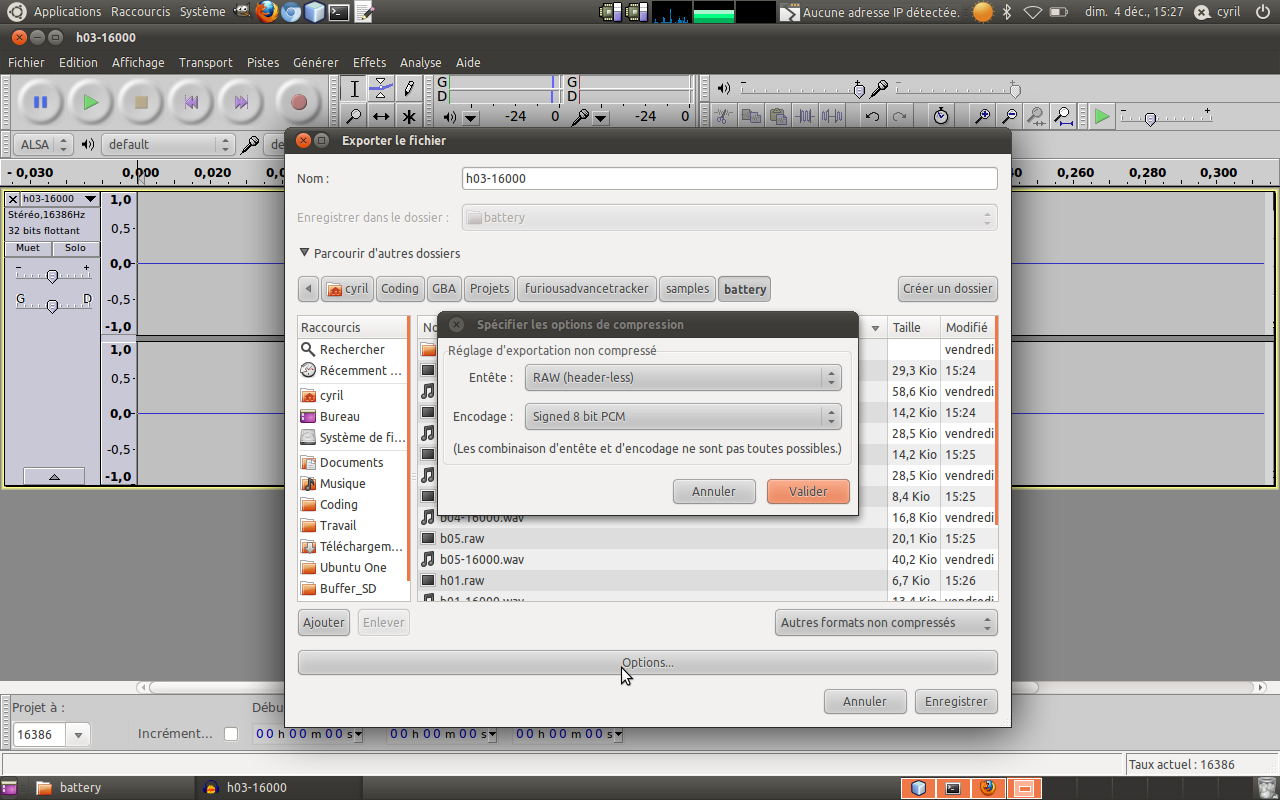 Applications Raccourcis Système
Aucune adresse IP détectée.
dim. 4 déc., 15:27
cyril
h03-16000
Fichier Edition Affichage Transport Pistes Générer Effets Analyse Aide
G
D
-24 0
G
D
-24 0
ALSA
default
de
- 0,030 0,000 0,020 0,260 0,280 0,300
h03-16000
Stéréo,16386Hz
32 bits flottant
Muet Solo
- +
G D
1,0
0,5-
0,0-
-0,5-
-1,0
1,0
0,5-
0,0-
-0,5-
-1,0
Exporter le fichier
Nom :
h03-16000
Enregistrer dans le dossier :
battery
Parcourir d'autres dossiers
cyril Coding GBA Projets furiousadvancetracker samples battery
Créer un dossier
Raccourcis
Rechercher
Récemment ...
cyril
Bureau
Système de fi...
Documents
Musique
Coding
Travail
Téléchargem...
Ubuntu One
Buffer_SD
No
Taille
Modifié
vendredi
29,3 Kio 15:24
58,6 Kio vendredi
14,2 Kio 15:24
28,5 Kio vendredi
14,2 Kio 15:25
28,5 Kio vendredi
8,4 Kio 15:25
b04-16000.wav 16,8 Kio vendredi
b05.raw 20,1 Kio 15:25
b05-16000.wav 40,2 Kio vendredi
h01.raw 6,7 Kio 15:26
h01-16000.wav 13,4 Kio vendredi
Spécifier les options de compression
Réglage d'exportation non compressé
Entête :
RAW (header-less)
Encodage :
Signed 8 bit PCM
(Les combinaison d'entête et d'encodage ne sont pas toutes possibles.)
Annuler
Valider
Ajouter
Enlever
Autres formats non compressés
Options...
Annuler
Enregistrer
Projet à :
16386
Incrément...
Débu
00 h 00 m 00 s
00 h 00 m 00 s
00 h 00 m 00 s
Taux actuel : 16386
battery
h03-16000